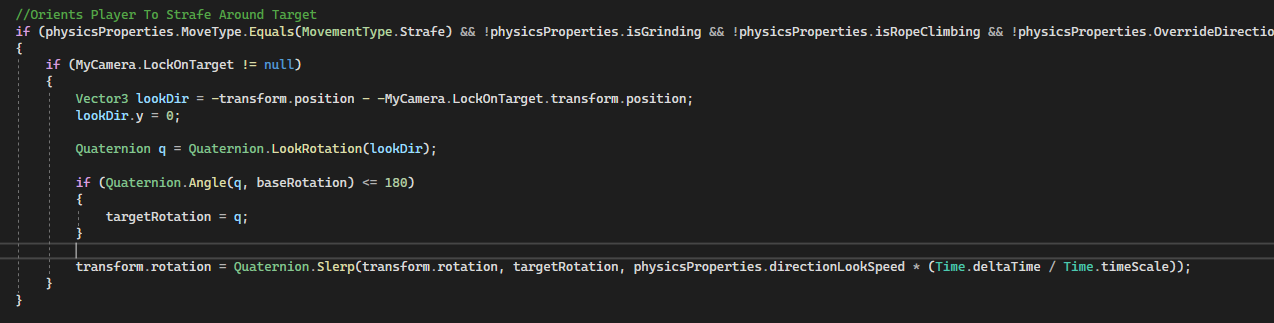 //Orients Player To Strafe Around Target
if (physicsProperties.MoveType.Equals(MovementType.Strafe) && !physicsProperties.isGrinding && !physicsProperties.isRopeClimbing && !physicsProperties.OverrideDirectio
{
if (MyCamera.LockOnTarget != null)
{
Vector3 lookDir = -transform.position - -MyCamera.LockOnTarget.transform.position;
lookDir.y = 0;
Quaternion q = Quaternion.LookRotation(lookDir);
if (Quaternion.Angle(q, baseRotation) <= 180)
{
targetRotation = q;
}
transform.rotation = Quaternion.Slerp(transform.rotation, targetRotation, physicsProperties.directionLookSpeed * (Time.deltaTime / Time.timeScale));
}
}